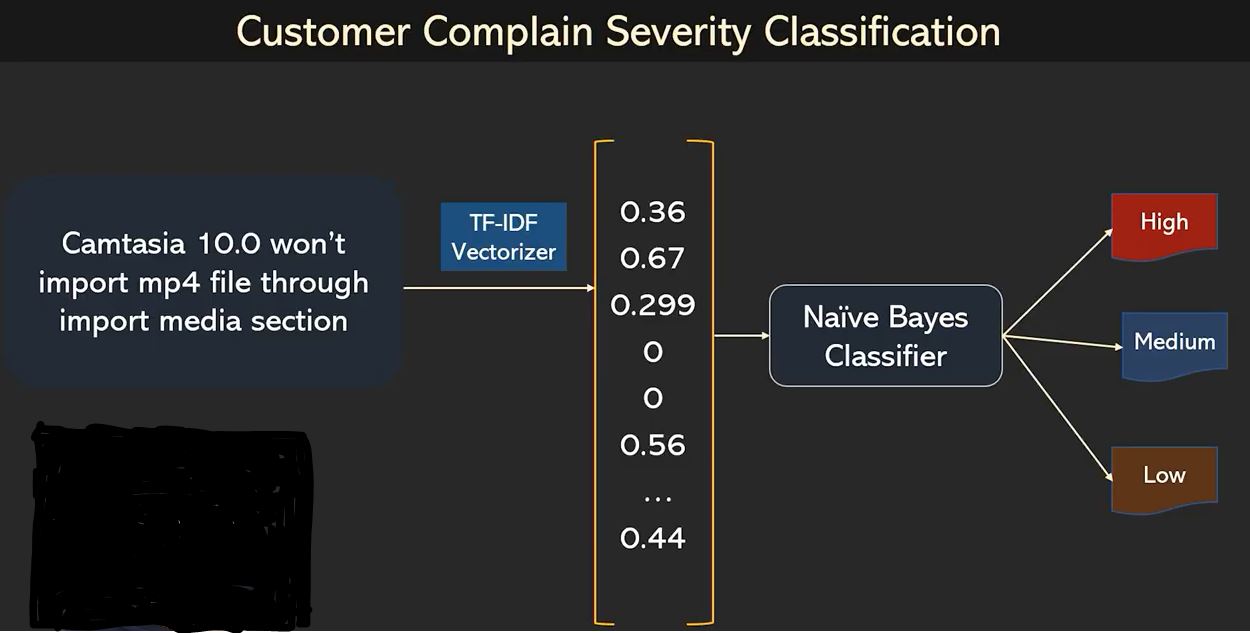 Customer Complain Severity Classification
Camtasia 10.0 won't
import mp4 file through
import media section
TF-IDF
Vectorizer
0.36
0.67
0.299
0
0
0.56
...
0.44
Naïve Bayes
Classifier
High
Medium
Low